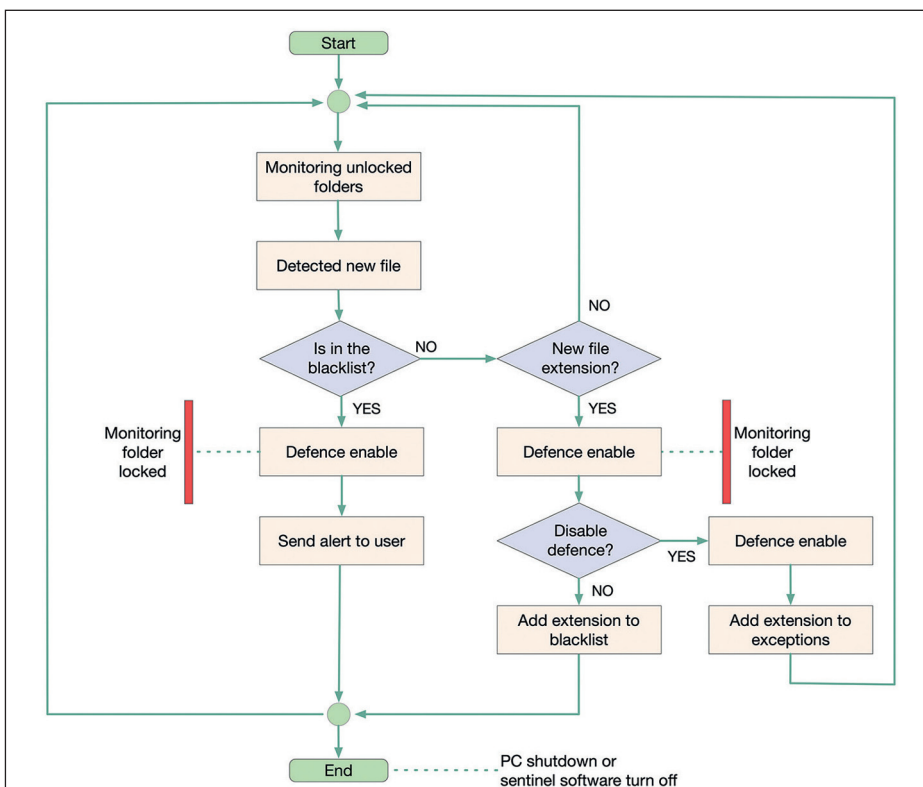 Start
Monitoring unlocked
folders
Detected new file
Is in the
blacklist?
NO
New file
extension?
NO
YES
YES
Monitoring
folder
locked
Defence enable
Defence enable
Monitoring
folder
locked
Send alert to user
Disable
defence?
YES
Defence enable
NO
Add extension to
blacklist
Add extension to
exceptions
End
PC shutdown or
sentinel software turn off